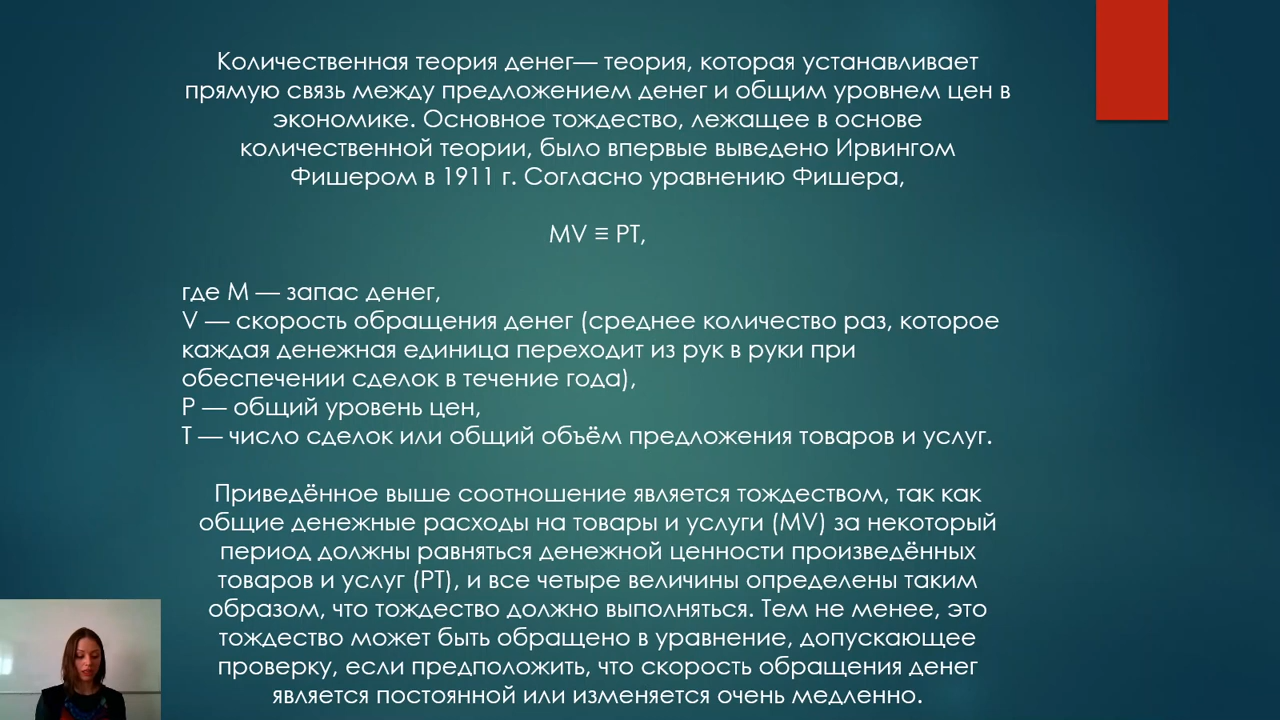 Количественная теория денег— теория, которая устанавливает
прямую связь между предложением денег и общим уровнем цен в
экономике. Основное тождество, лежащее в основе
количественной теории, было впервые выведено Ирвингом
Фишером в 1911 г. Согласно уравнению Фишера,
MV ≡ PT,
где M — запас денег,
V — скорость обращения денег (среднее количество раз, которое
каждая денежная единица переходит из рук в руки при
обеспечении сделок в течение года),
P — общий уровень цен,
T — число сделок или общий объём предложения товаров и услуг.
Приведённое выше соотношение является тождеством, так как
общие денежные расходы на товары и услуги (MV) за некоторый
период должны равняться денежной ценности произведённых
товаров и услуг (PT), и все четыре величины определены таким
образом, что тождество должно выполняться. Тем не менее, это
тождество может быть обращено в уравнение, допускающее
проверку, если предположить, что скорость обращения денег
является постоянной или изменяется очень медленно.